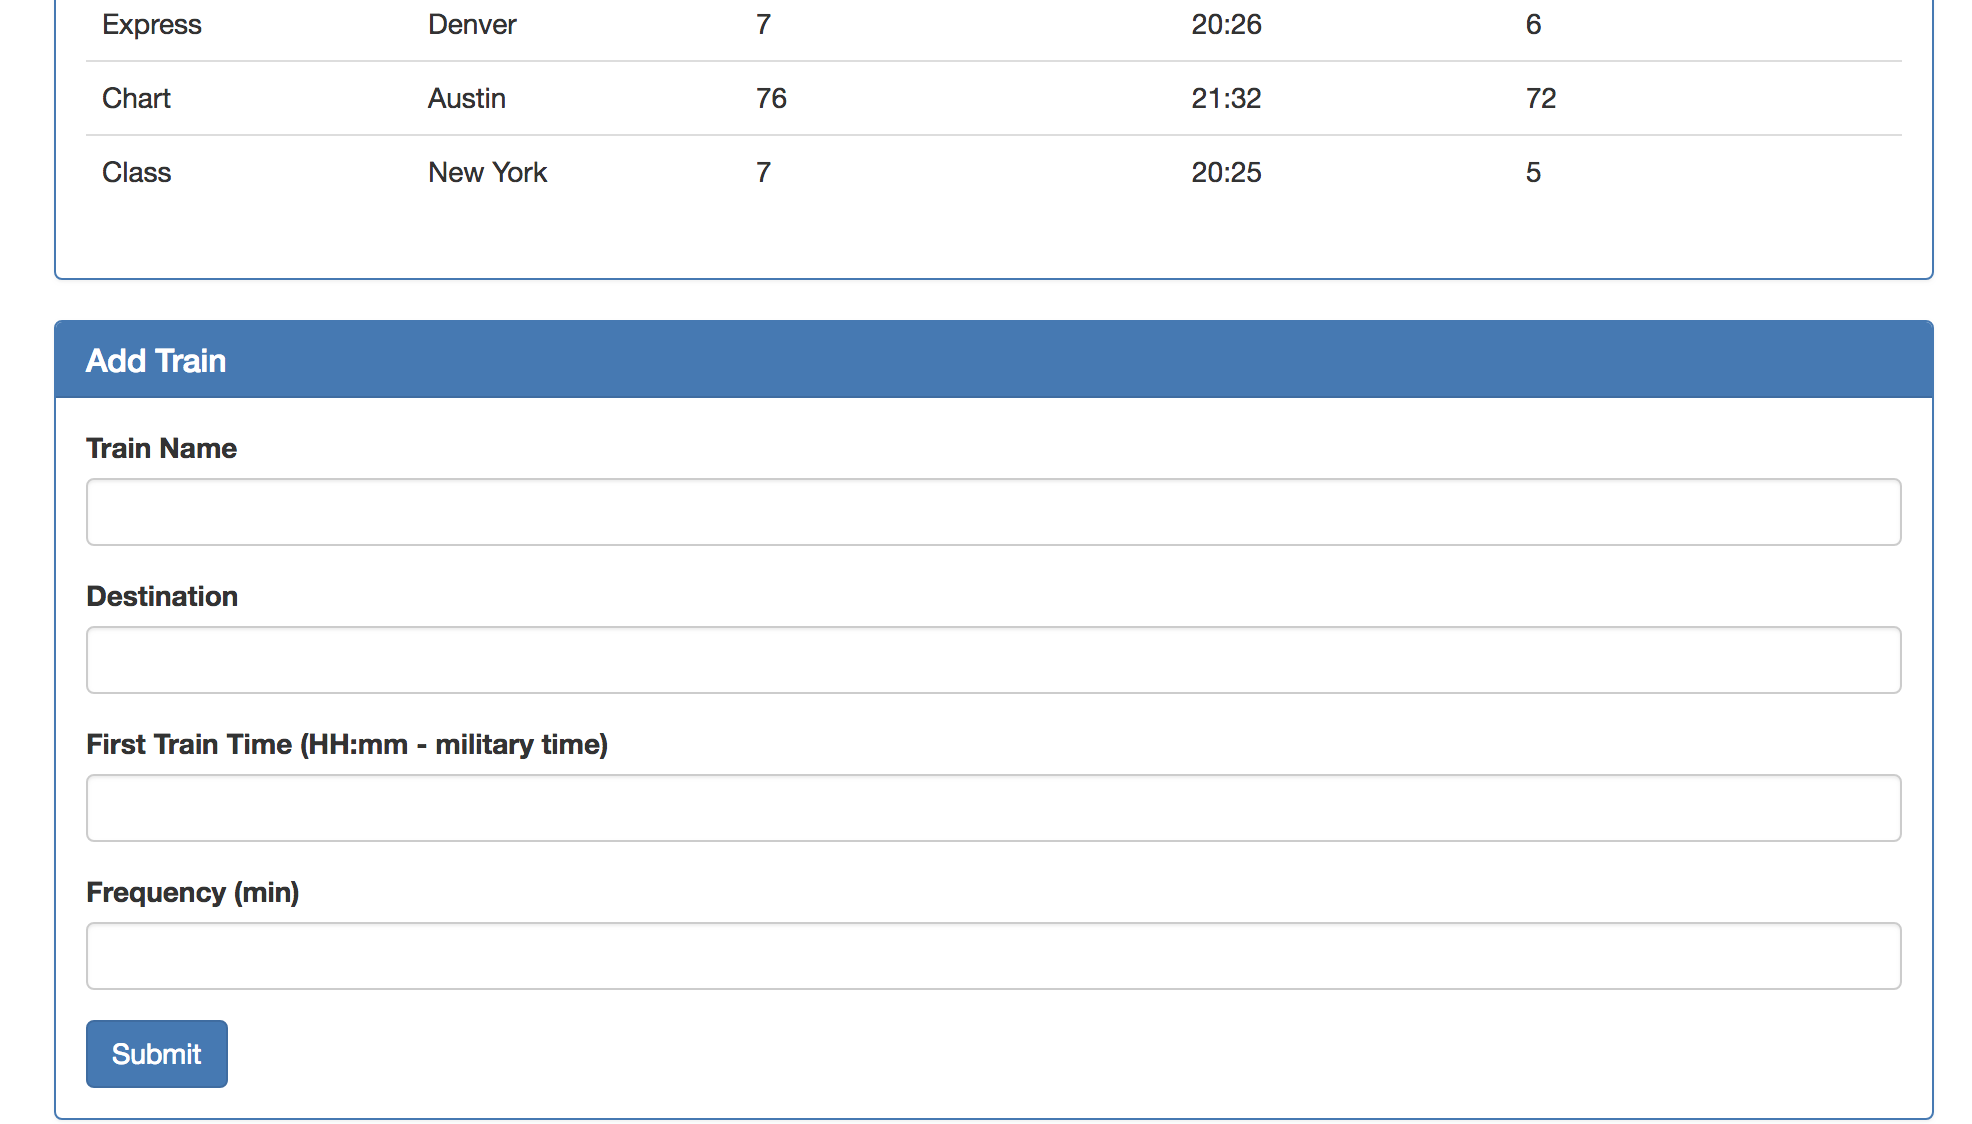 Express Denver 7 20:26 6
Chart Austin 76 21:32 72
Class New York 7 20:25 5
Add Train
Train Name
Destination
First Train Time (HH:mm - military time)
Frequency (min)
Submit